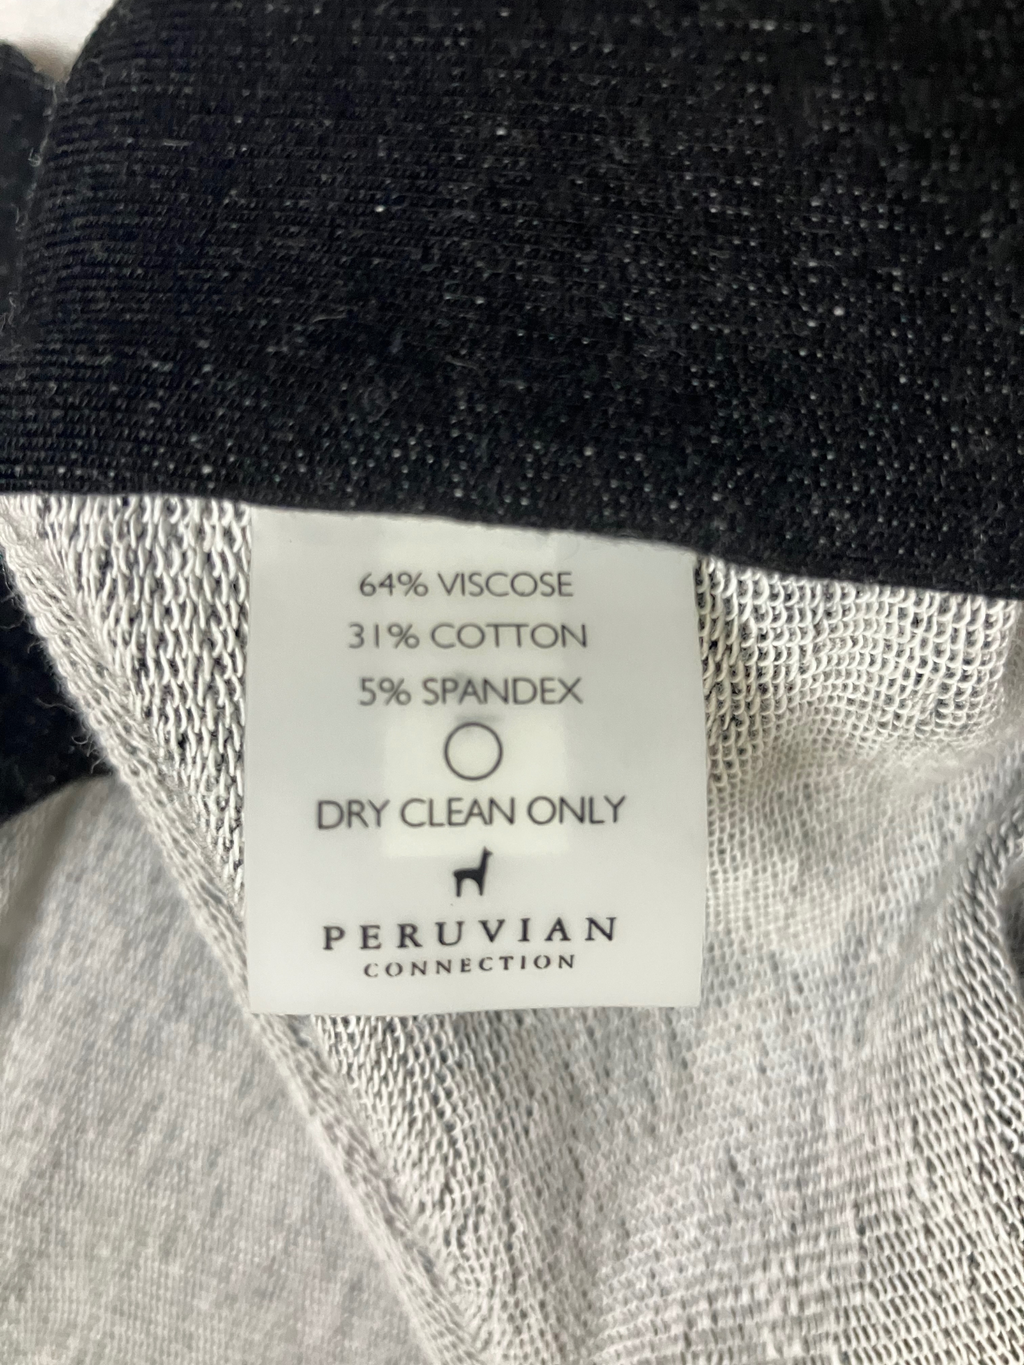 64% VISCOSE
31% COTTON
5% SPANDEX
DRY CLEAN ONLY
PERUVIAN
CONNECTION